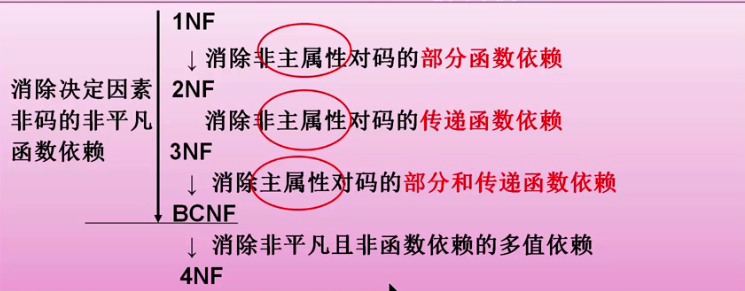 1NF
↓消除非主属性对码的部分函数依赖
消除决定因素
2NF
非码的非平凡
消除非主属性对码的传递函数依赖
函数依赖
3NF
↓ 消除主属性对码的部分和传递函数依赖
BCNF
↓ 消除非平凡且非函数依赖的多值依赖
4NF